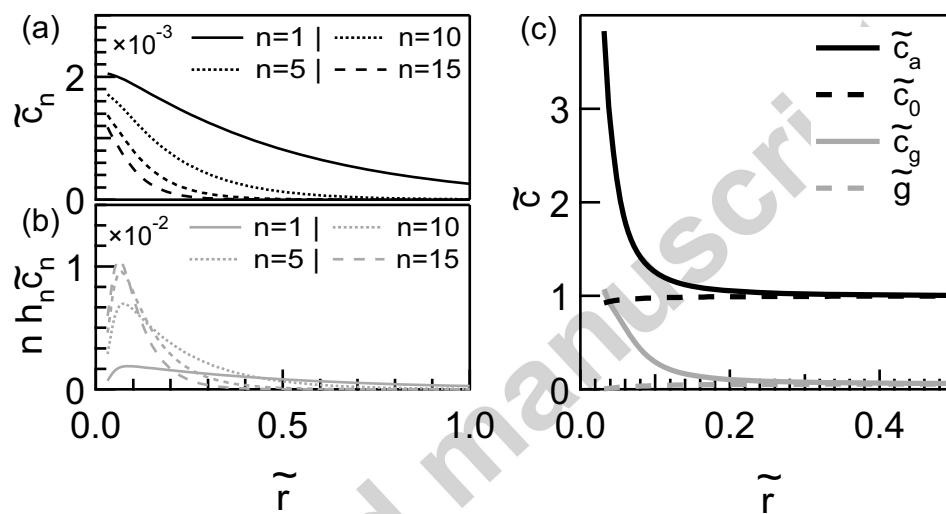 (a)
×10⁻³
n=1 | n=10
n=5 | n=15
2
0
c̃ₙ
(b)
×10⁻²
n=1 | n=10
n=5 | n=15
1
0
n hₙc̃ₙ
0.0 0.5 1.0
r̃
(c)
c̃ₐ
c̃₀
c̃g
g̃
3
2
1
0
c̃
0.0 0.2 0.4
r̃
d manuscri